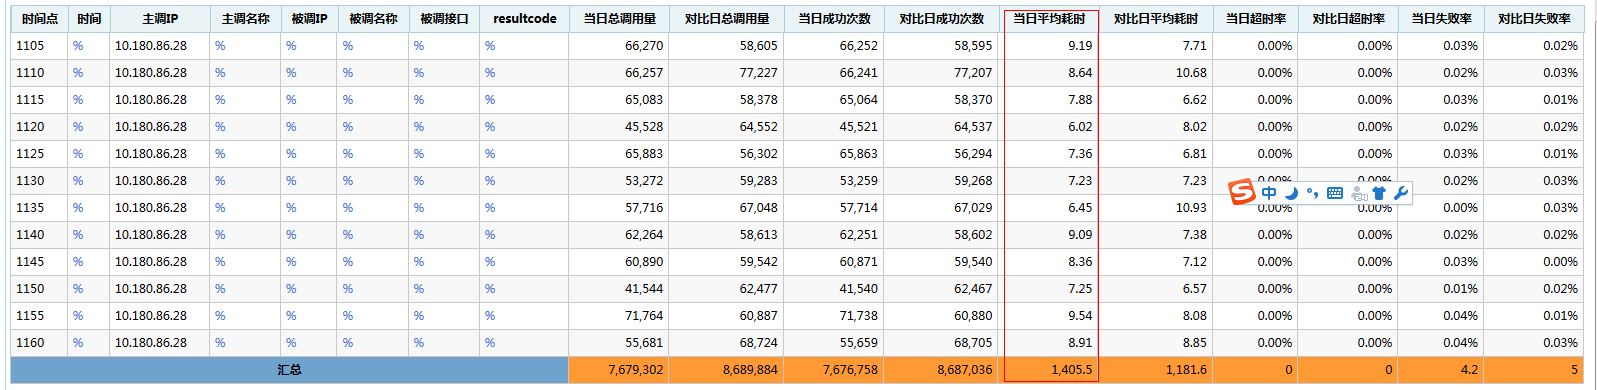 时间点 时间 主调IP 主调名称 被调IP 被调名称 被调接口 resultcode 当日总调用量 对比日总调用量 当日成功次数 对比日成功次数 当日平均耗时 对比日平均耗时 当日超时率 对比日超时率 当日失败率 对比日失败率
1105 % 10.180.86.28 % % % % % 66,270 58,605 66,252 58,595 9.19 7.71 0.00% 0.00% 0.03% 0.02%
1110 % 10.180.86.28 % % % % % 66,257 77,227 66,241 77,207 8.64 10.68 0.00% 0.00% 0.02% 0.03%
1115 % 10.180.86.28 % % % % % 65,083 58,378 65,064 58,370 7.88 6.62 0.00% 0.00% 0.03% 0.01%
1120 % 10.180.86.28 % % % % % 45,528 64,552 45,521 64,537 6.02 8.02 0.00% 0.00% 0.02% 0.02%
1125 % 10.180.86.28 % % % % % 65,883 56,302 65,863 56,294 7.36 6.81 0.00% 0.00% 0.03% 0.01%
1130 % 10.180.86.28 % % % % % 53,272 59,283 53,259 59,268 7.23 7.23 0.00% 0.00% 0.02% 0.03%
S 中
1135 % 10.180.86.28 % % % % % 57,716 67,048 57,714 67,029 6.45 10.93 0.00% 0.00% 0.00% 0.03%
1140 % 10.180.86.28 % % % % % 62,264 58,613 62,251 58,602 9.09 7.38 0.00% 0.00% 0.02% 0.02%
1145 % 10.180.86.28 % % % % % 60,890 59,542 60,871 59,540 8.36 7.12 0.00% 0.00% 0.03% 0.00%
1150 % 10.180.86.28 % % % % % 41,544 62,477 41,540 62,467 7.25 6.57 0.00% 0.00% 0.01% 0.02%
1155 % 10.180.86.28 % % % % % 71,764 60,887 71,738 60,880 9.54 8.08 0.00% 0.00% 0.04% 0.01%
1160 % 10.180.86.28 % % % % % 55,681 68,724 55,659 68,705 8.91 8.85 0.00% 0.00% 0.04% 0.03%
汇总 7,679,302 8,689,884 7,676,758 8,687,036 1,405.5 1,181.6 0 0 4.2 5